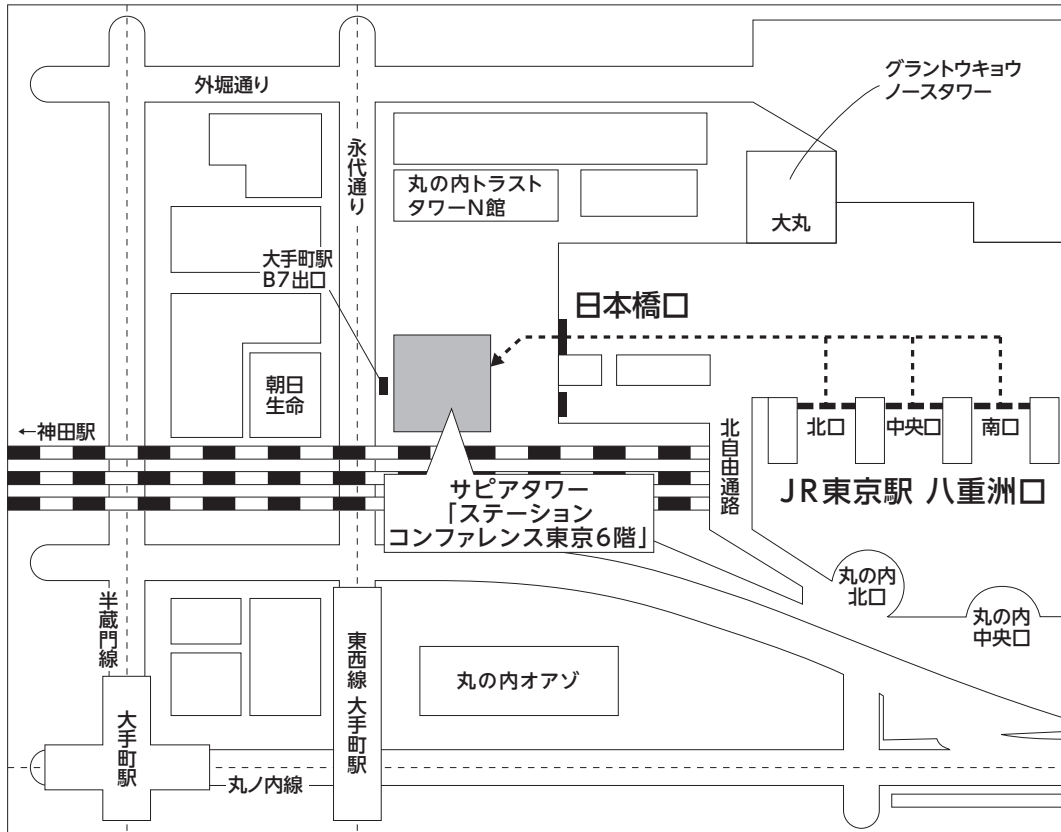 外堀通り
グラントウキョウ
ノースタワー
永代通り
丸の内トラスト
タワーN館
大丸
大手町駅
B7出口
日本橋口
朝日
生命
←神田駅
北自由通路
北口
中央口
南口
JR東京駅 八重洲口
サピアタワー
「ステーション
コンファレンス東京6階」
丸の内
北口
丸の内
中央口
半蔵門線
東西線 大手町駅
丸の内オアゾ
大手町駅
丸ノ内線